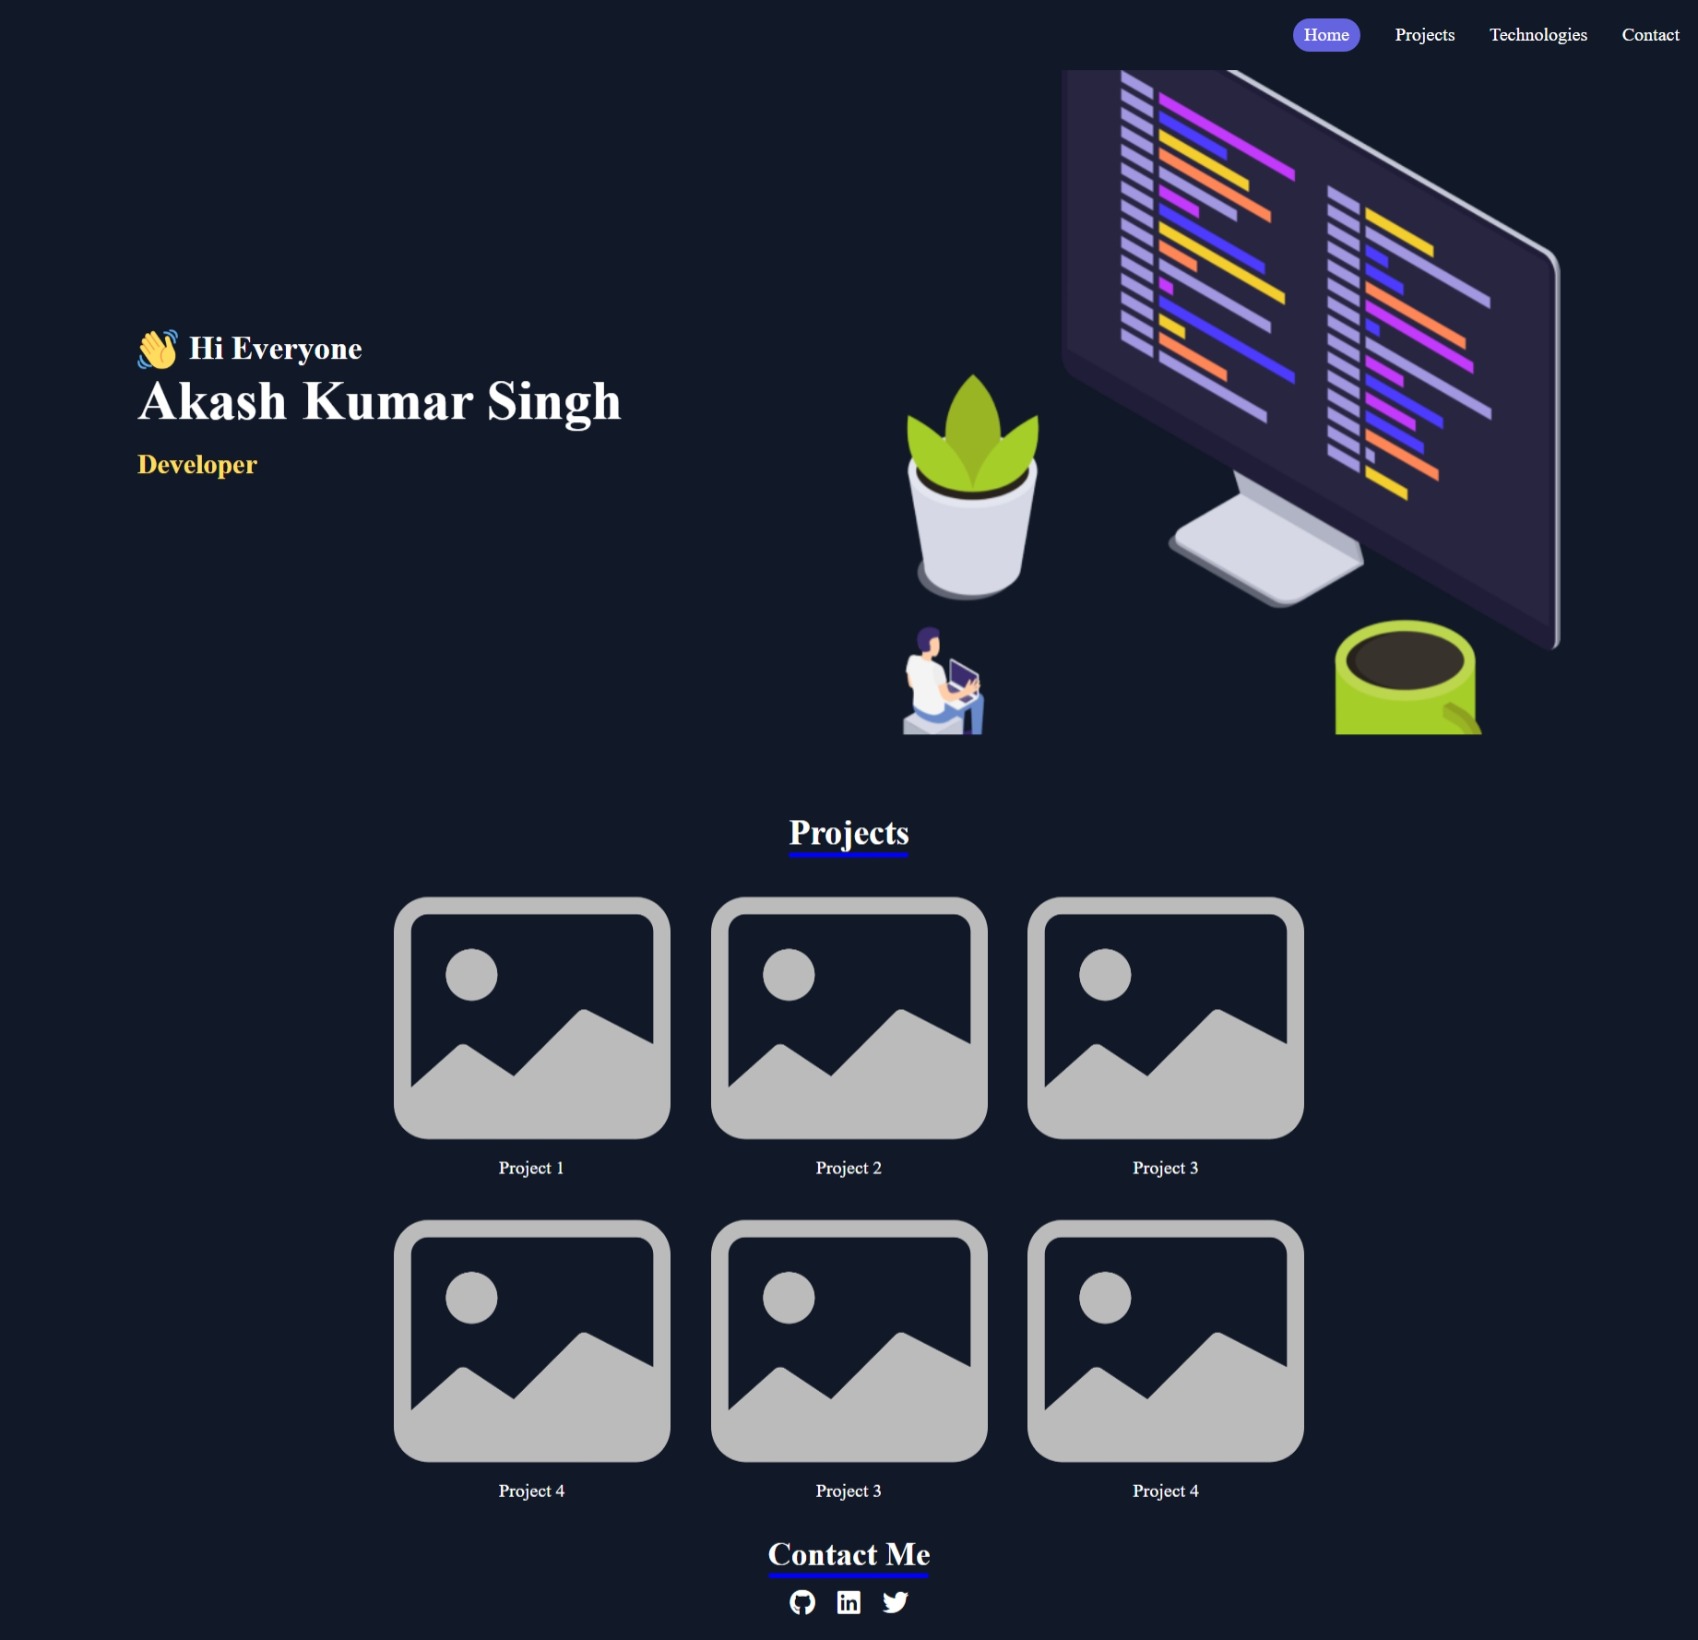 Home Projects Technologies Contact
👋 Hi Everyone
Akash Kumar Singh
Developer
Projects
Project 1 Project 2 Project 3
Project 4 Project 3 Project 4
Contact Me